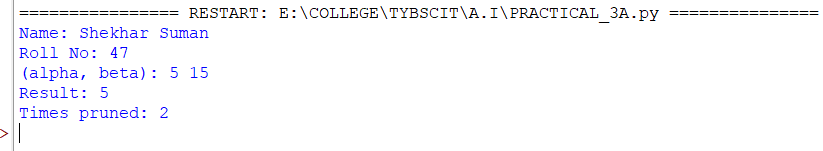 ================ RESTART: E:\COLLEGE\TYBSCIT\A.I\PRACTICAL_3A.py ===============
Name: Shekhar Suman
Roll No: 47
(alpha, beta): 5 15
Result: 5
Times pruned: 2
>